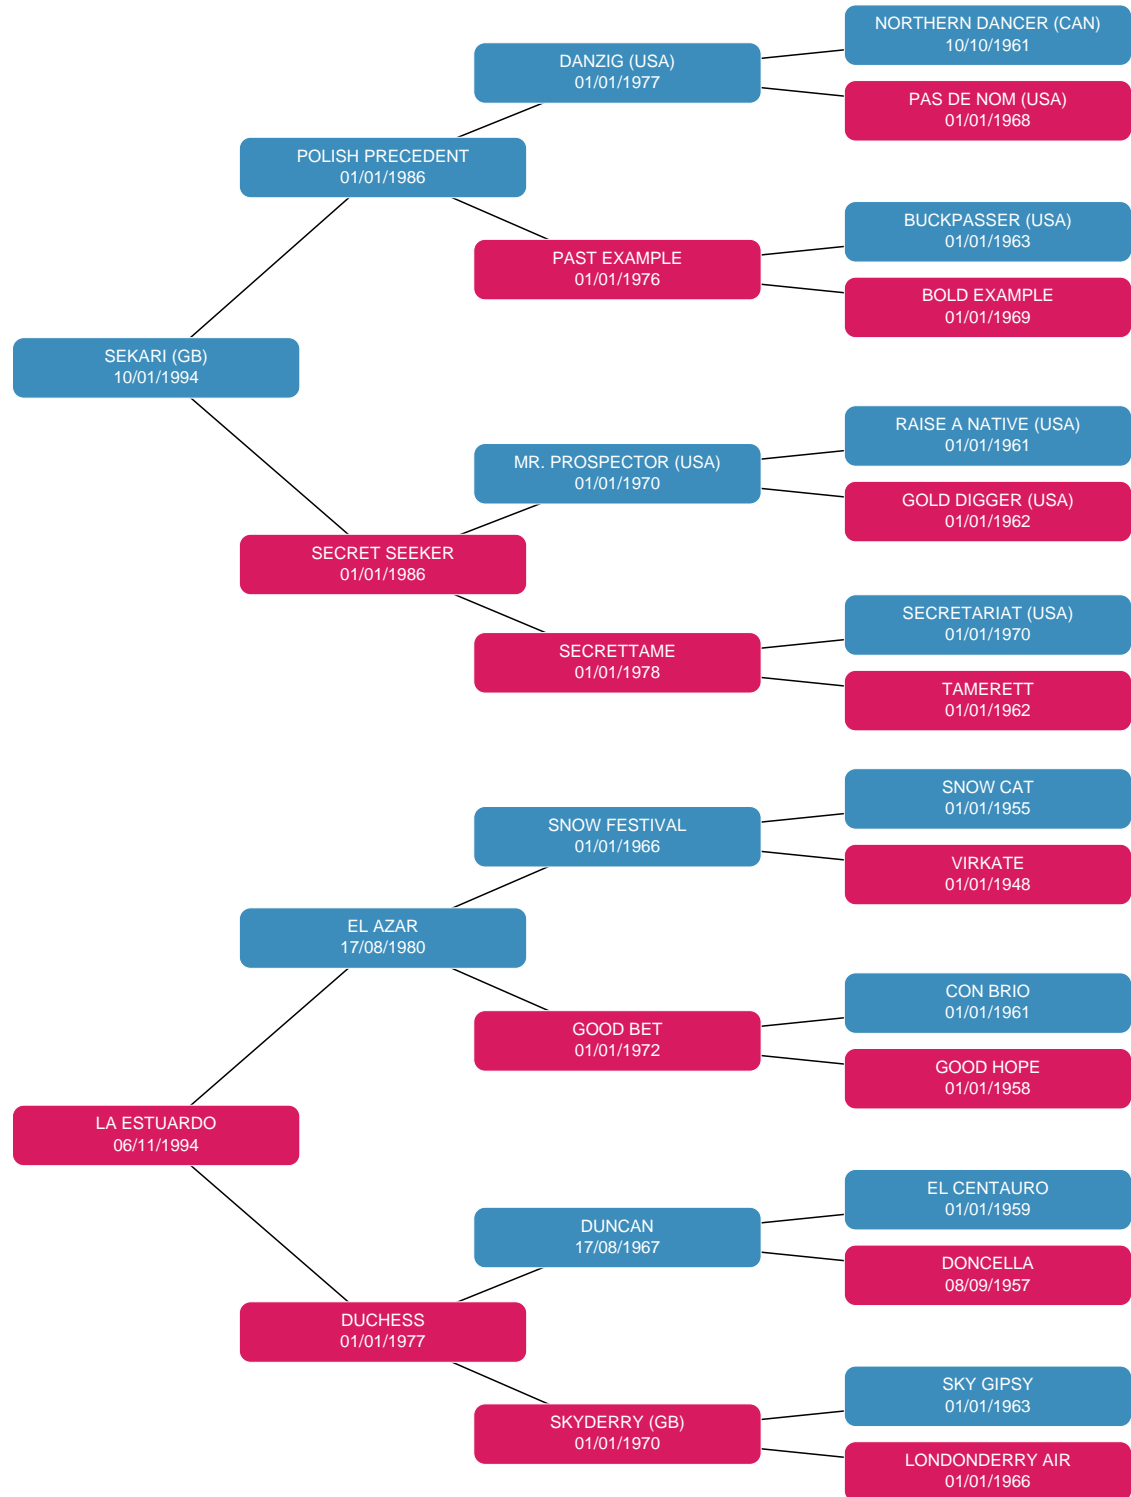 NORTHERN DANCER (CAN)
10/10/1961
DANZIG (USA)
01/01/1977
PAS DE NOM (USA)
01/01/1968
POLISH PRECEDENT
01/01/1986
BUCKPASSER (USA)
01/01/1963
PAST EXAMPLE
01/01/1976
BOLD EXAMPLE
01/01/1969
SEKARI (GB)
10/01/1994
RAISE A NATIVE (USA)
01/01/1961
MR. PROSPECTOR (USA)
01/01/1970
GOLD DIGGER (USA)
01/01/1962
SECRET SEEKER
01/01/1986
SECRETARIAT (USA)
01/01/1970
SECRETTAME
01/01/1978
TAMERETT
01/01/1962
SNOW CAT
01/01/1955
SNOW FESTIVAL
01/01/1966
VIRKATE
01/01/1948
EL AZAR
17/08/1980
CON BRIO
01/01/1961
GOOD BET
01/01/1972
GOOD HOPE
01/01/1958
LA ESTUARDO
06/11/1994
EL CENTAURO
01/01/1959
DUNCAN
17/08/1967
DONCELLA
08/09/1957
DUCHESS
01/01/1977
SKY GIPSY
01/01/1963
SKYDERRY (GB)
01/01/1970
LONDONDERRY AIR
01/01/1966